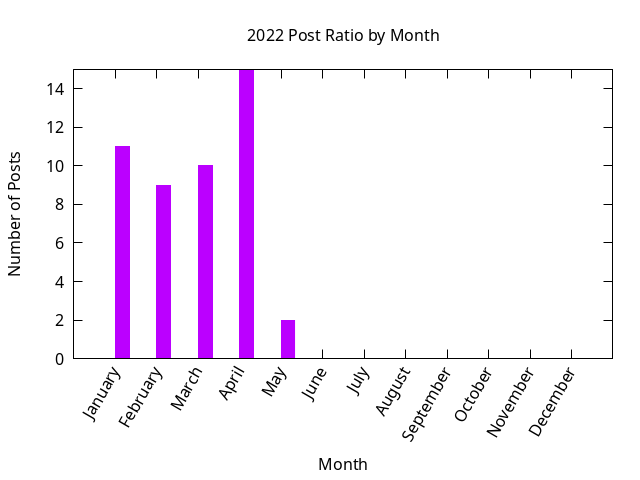 2022 Post Ratio by Month
14
12
10
8
6
4
2
0
Number of Posts
January
February
March
April
May
June
July
August
September
October
November
December
Month